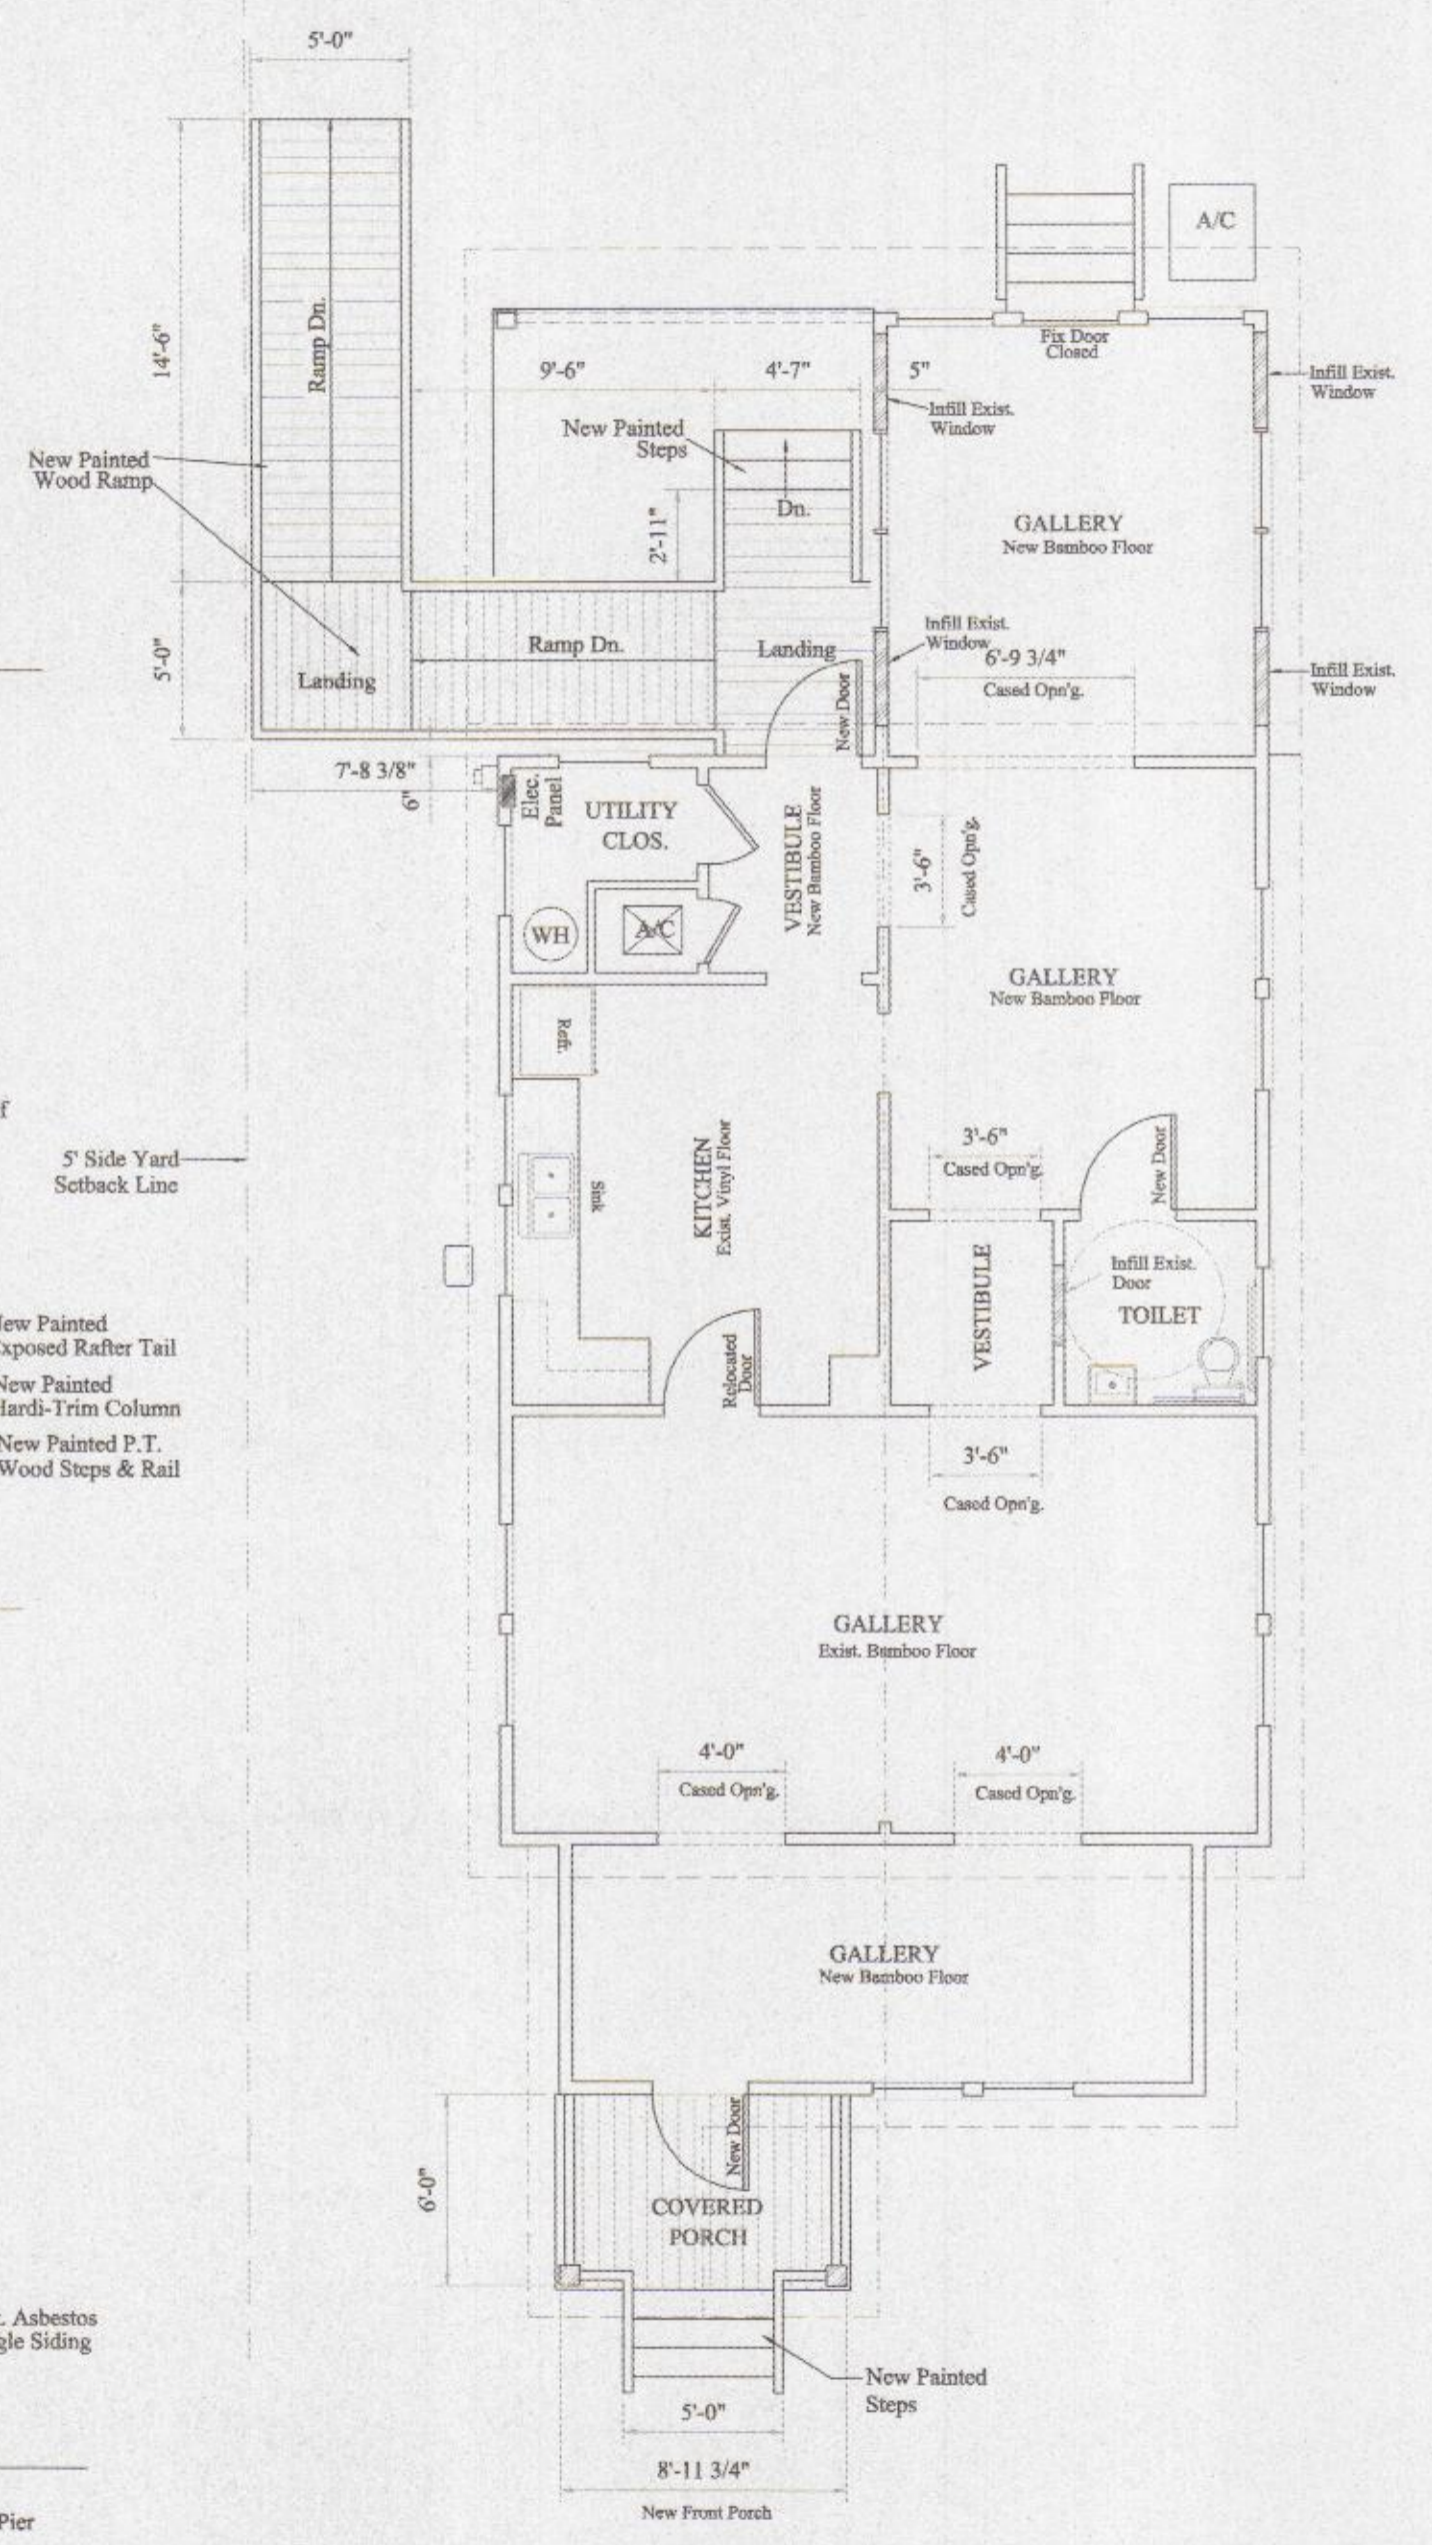 5'-0"
A/C
Ramp Dn.
14'-6"
Fix Door
Closed
9'-6"
4'-7"
5"
Infill Exist.
Window
Infill Exist.
Window
New Painted
Steps
New Painted
Wood Ramp
Dn.
2'-11"
GALLERY
New Bamboo Floor
Infill Exist.
Window
5'-0"
Ramp Dn.
Landing
6'-9 3/4"
Cased Opn'g.
Infill Exist.
Window
Landing
New Door
7'-8 3/8"
6"
Elec.
Panel
UTILITY
CLOS.
VESTIBULE
New Bamboo Floor
3'-6"
Cased Opn'g.
WH
A/C
GALLERY
New Bamboo Floor
Refr.
f
5' Side Yard
Setback Line
Sink
KITCHEN
Exist. Vinyl Floor
3'-6"
Cased Opn'g.
New Door
VESTIBULE
Infill Exist.
Door
TOILET
New Painted
Exposed Rafter Tail
New Painted
Hardi-Trim Column
New Painted P.T.
Wood Steps & Rail
Relocated
Door
3'-6"
Cased Opn'g.
GALLERY
Exist. Bamboo Floor
4'-0"
Cased Opn'g.
4'-0"
Cased Opn'g.
GALLERY
New Bamboo Floor
New Door
6'-0"
COVERED
PORCH
. Asbestos
gle Siding
New Painted
Steps
5'-0"
8'-11 3/4"
New Front Porch
Pier